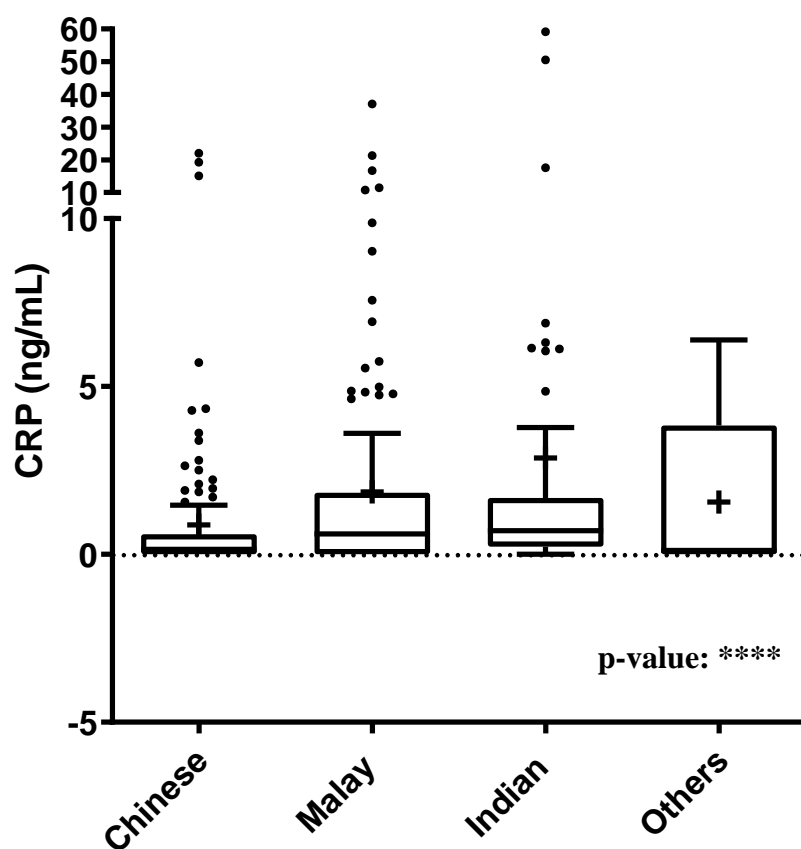 60
50
40
30
20
10
10
5
0
-5
CRP (ng/mL)
p-value: ****
Chinese
Malay
Indian
Others